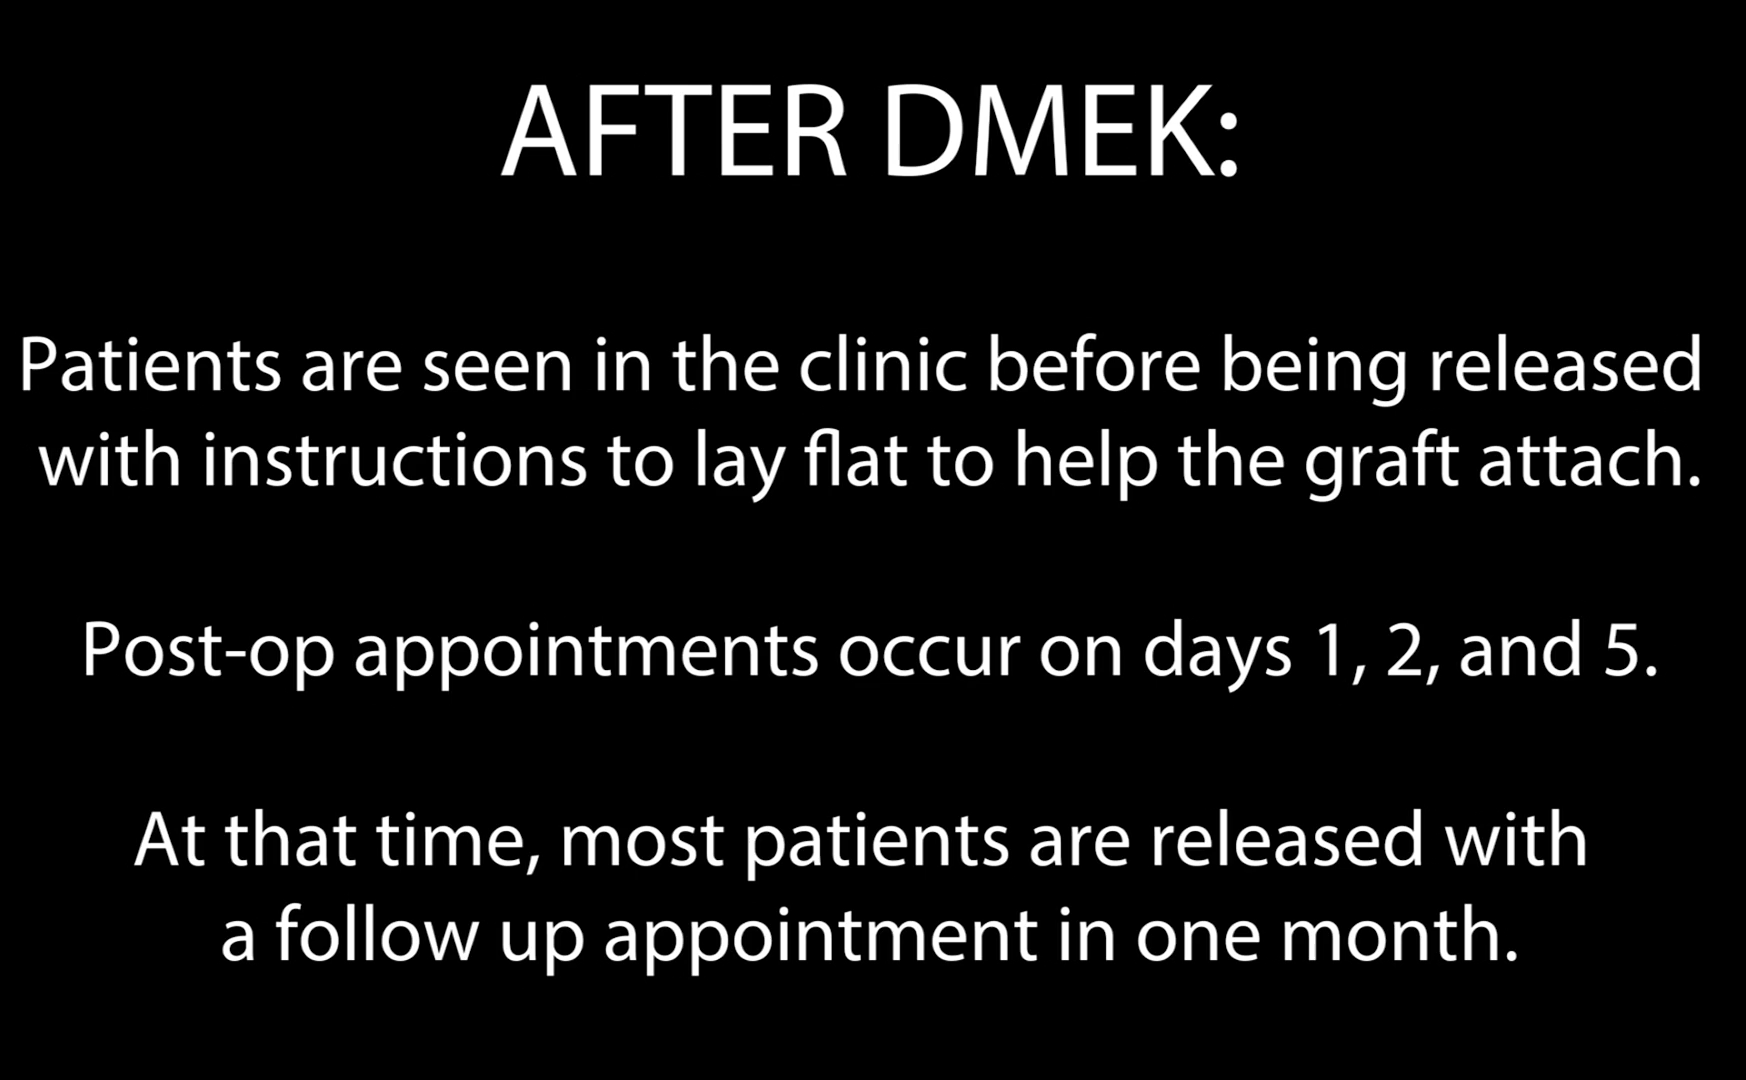 AFTER DMEK:
Patients are seen in the clinic before being released
with instructions to lay flat to help the graft attach.
Post-op appointments occur on days 1, 2, and 5.
At that time, most patients are released with
a follow up appointment in one month.